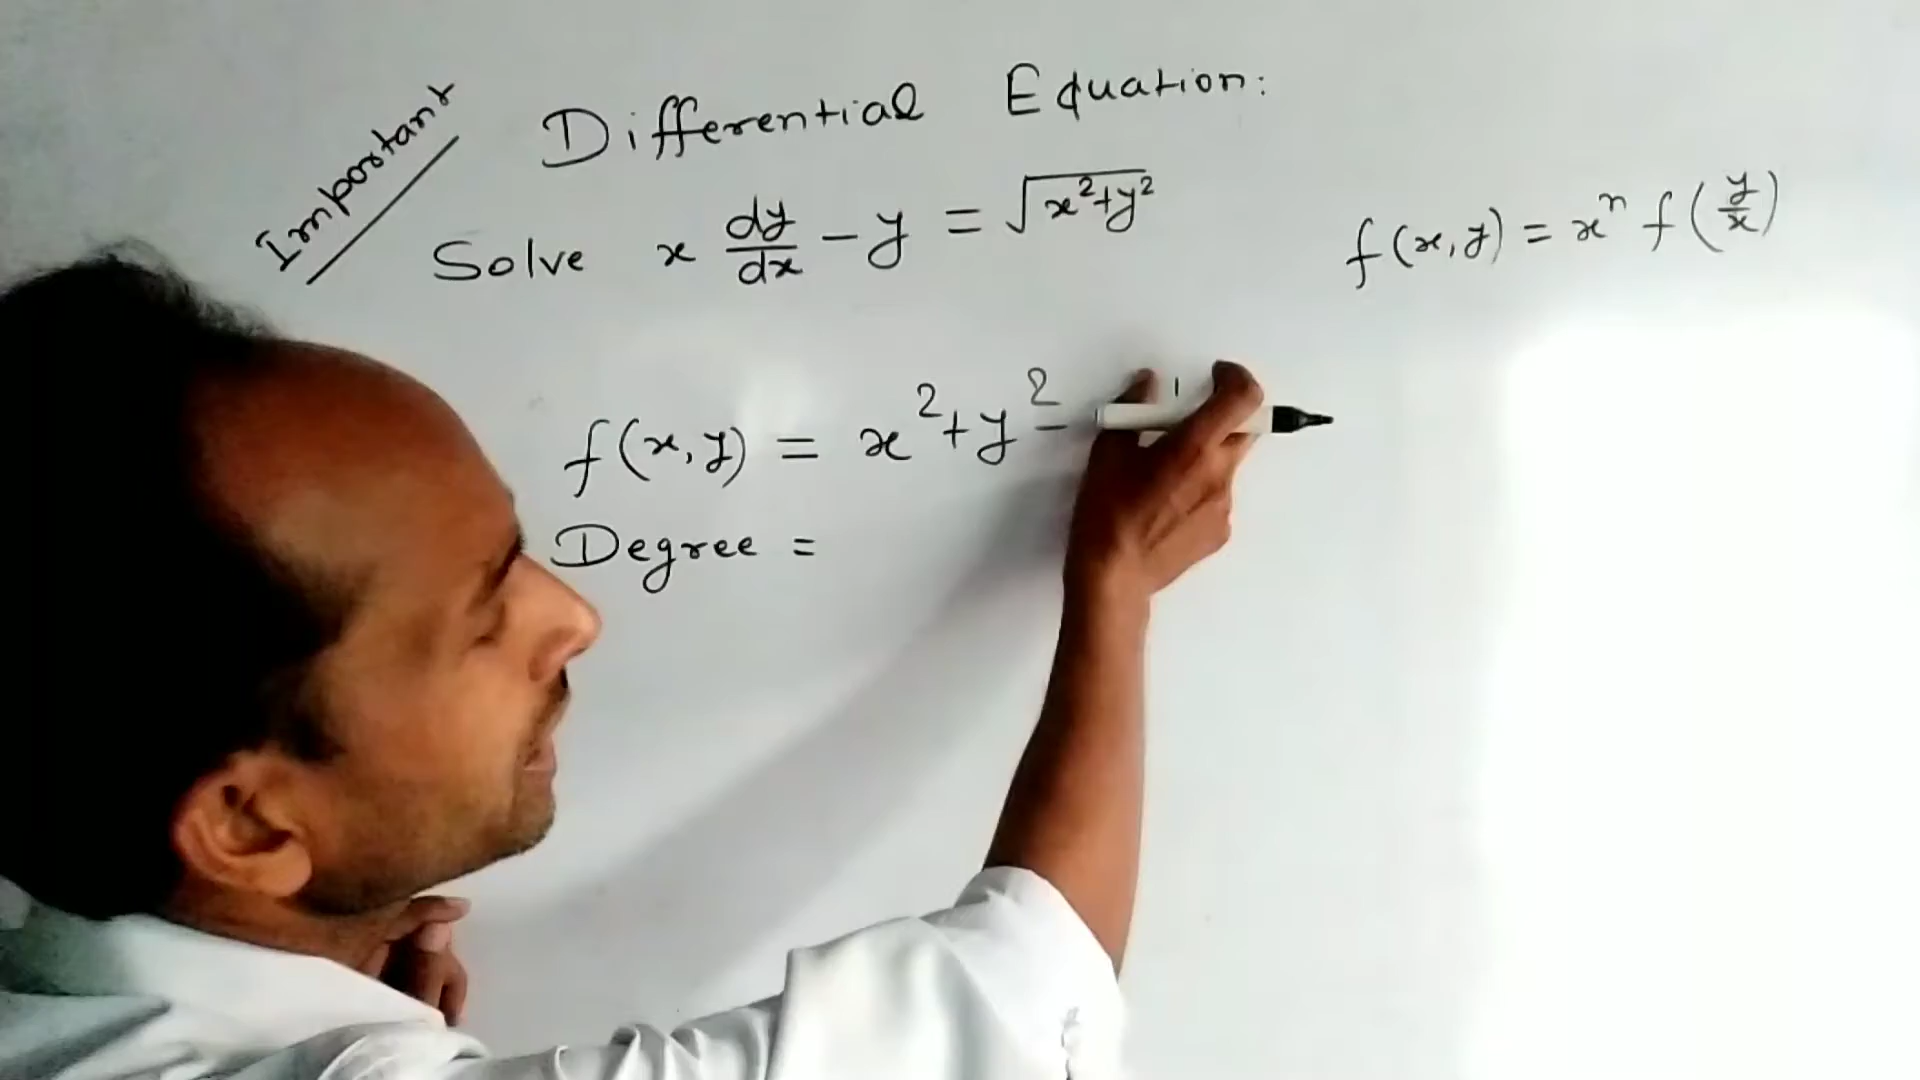 Important
Differential Equation:
Solve x dy/dx - y = √x²+y²
f(x,y) = xⁿ f(y/x)
f(x,y) = x²+y² -
Degree =